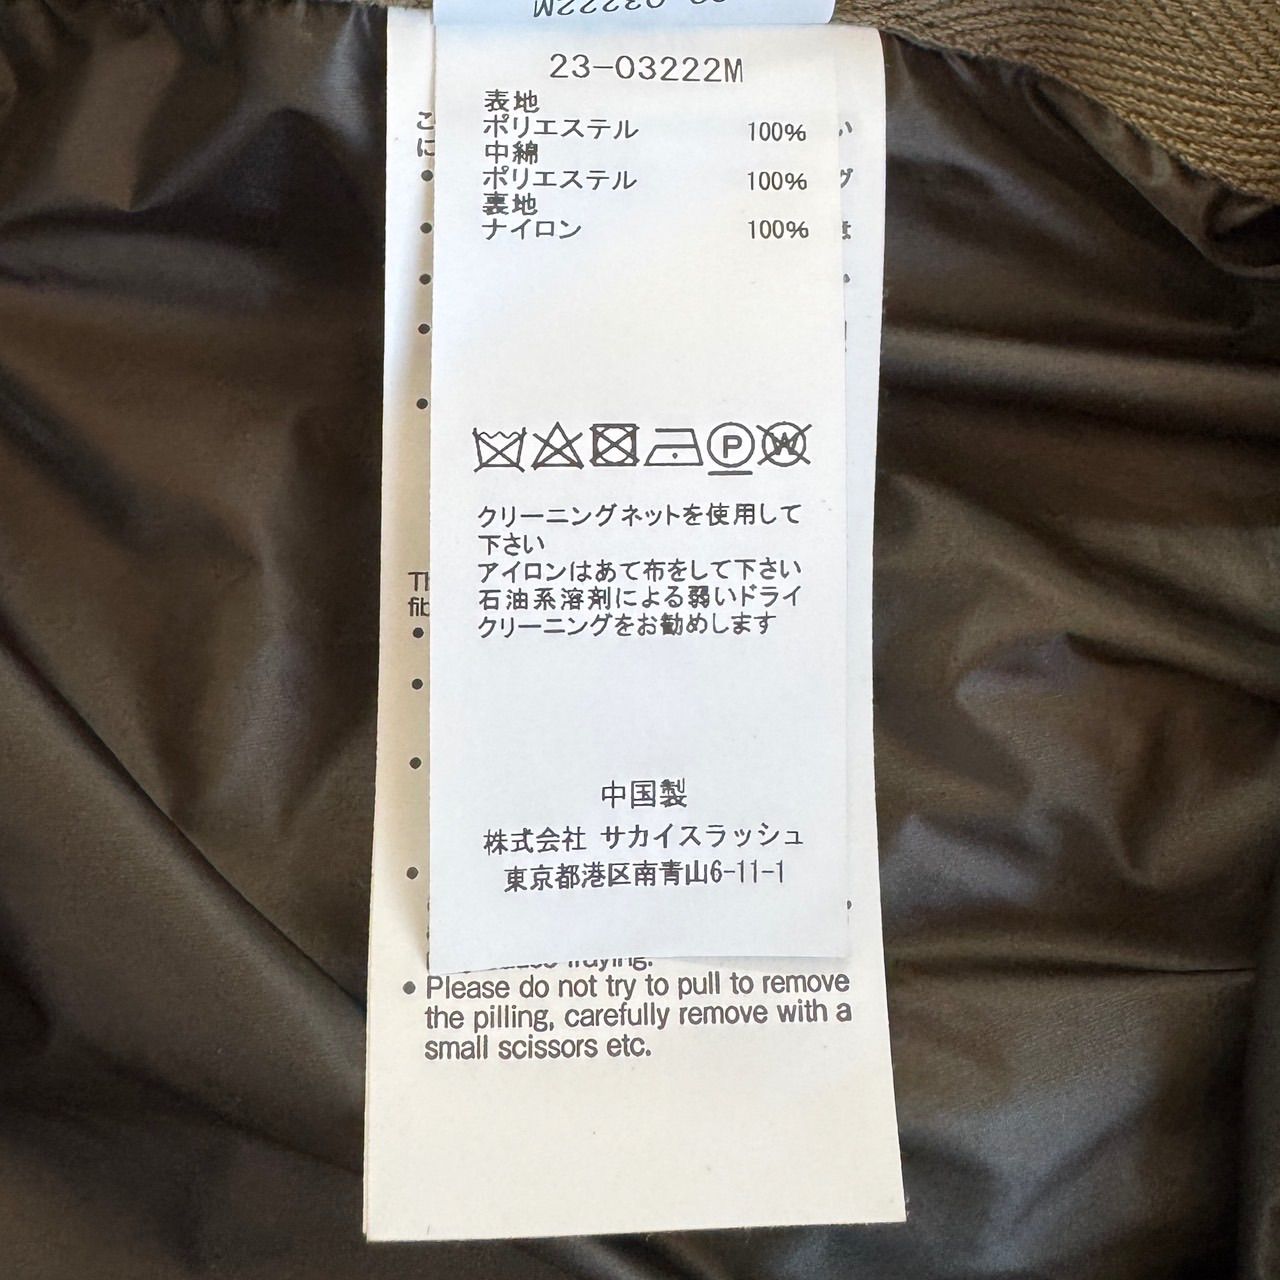 23-03222M
表地
ポリエステル 100%
中綿
ポリエステル 100%
裏地
ナイロン 100%
P
W
クリーニングネットを使用して
下さい
アイロンはあて布をして下さい
石油系溶剤による弱いドライ
クリーニングをお勧めします
中国製
株式会社 サカイスラッシュ
東京都港区南青山6-11-1
• Please do not try to pull to remove
the pilling, carefully remove with a
small scissors etc.